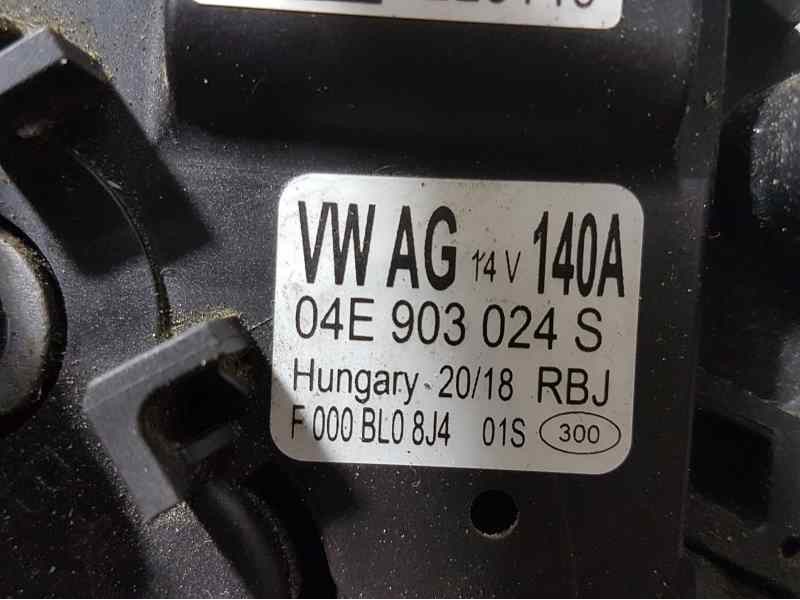 VW AG 14 V 140A
04E 903 024 S
Hungary 20/18 RBJ
F 000 BL0 8J4 01S 300